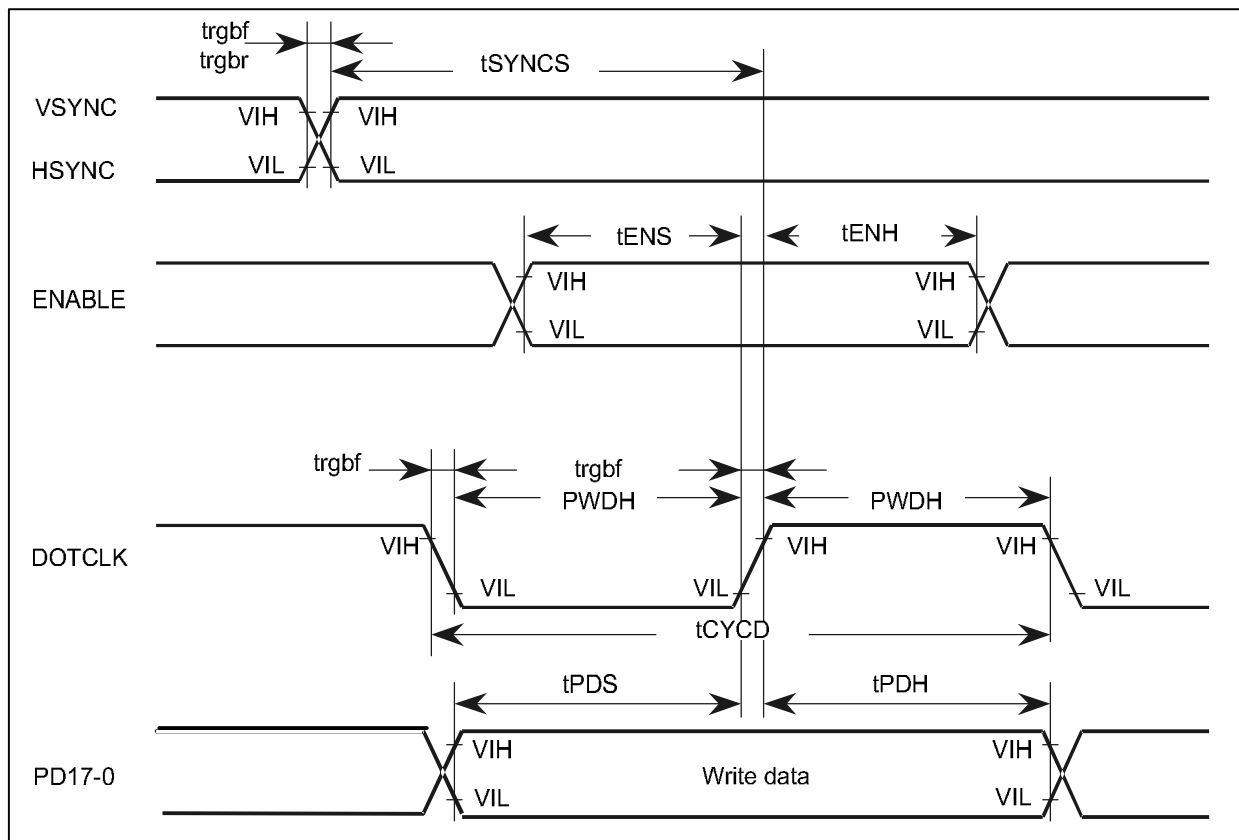 trgbf
trgbr
tSYNCS
VSYNC
VIH
VIH
HSYNC
VIL
VIL
tENS
tENH
ENABLE
VIH
VIH
VIL
VIL
trgbf
trgbf
PWDH
PWDH
DOTCLK
VIH
VIH
VIH
VIL
VIL
VIL
tCYCD
tPDS
tPDH
PD17-0
VIH
VIH
Write data
VIL
VIL